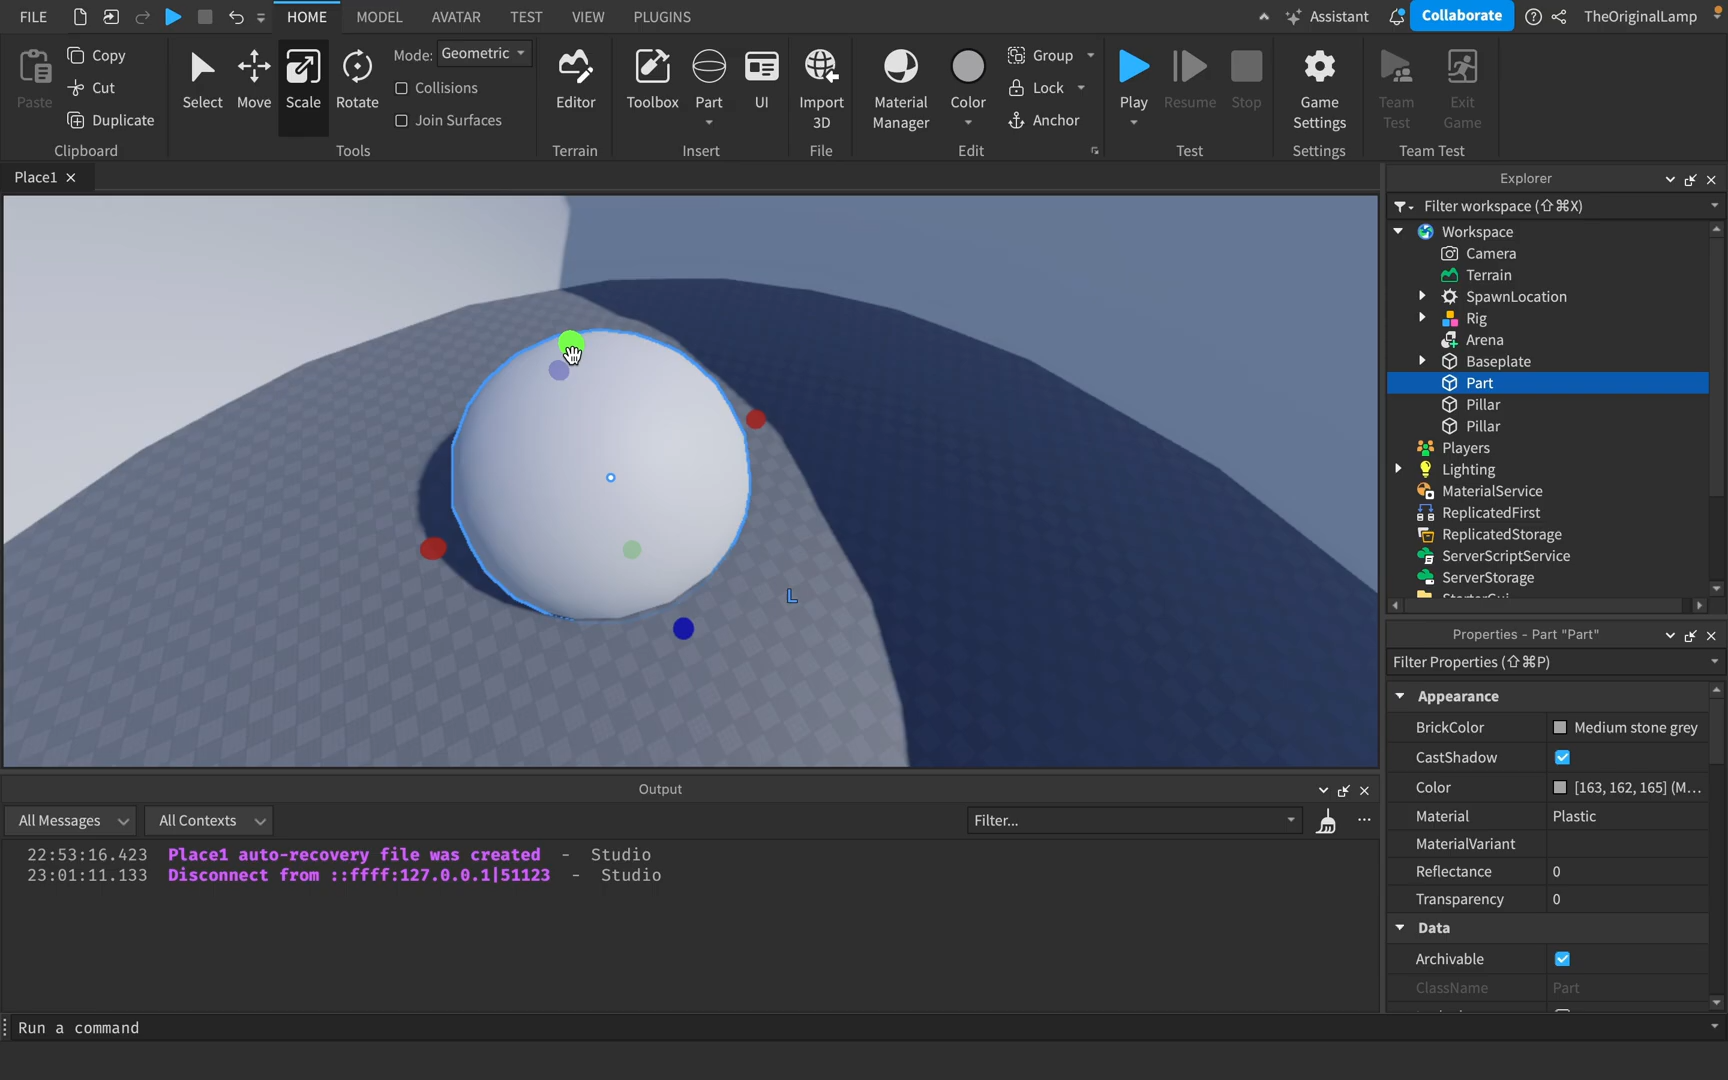 FILE
HOME
MODEL
AVATAR
TEST
VIEW
PLUGINS
Assistant
Collaborate
TheOriginalLamp
Paste
Copy
Cut
Duplicate
Clipboard
Select
Move
Scale
Rotate
Mode: Geometric
Collisions
Join Surfaces
Tools
Editor
Terrain
Toolbox
Part
UI
Insert
Import
3D
File
Material
Manager
Color
Group
Lock
Anchor
Edit
Play
Resume
Stop
Test
Game
Settings
Settings
Team
Test
Exit
Game
Team Test
Place1
L
Explorer
Filter workspace (⇧⌘X)
Workspace
Camera
Terrain
SpawnLocation
Rig
Arena
Baseplate
Part
Pillar
Pillar
Players
Lighting
MaterialService
ReplicatedFirst
ReplicatedStorage
ServerScriptService
ServerStorage
Properties - Part "Part"
Filter Properties (⇧⌘P)
Appearance
BrickColor Medium stone grey
CastShadow
Color [163, 162, 165] (M...
Material Plastic
MaterialVariant
Reflectance 0
Transparency 0
Data
Archivable
ClassName Part
Output
All Messages
All Contexts
Filter...
22:53:16.423 Place1 auto-recovery file was created - Studio
23:01:11.133 Disconnect from ::ffff:127.0.0.1|51123 - Studio
Run a command